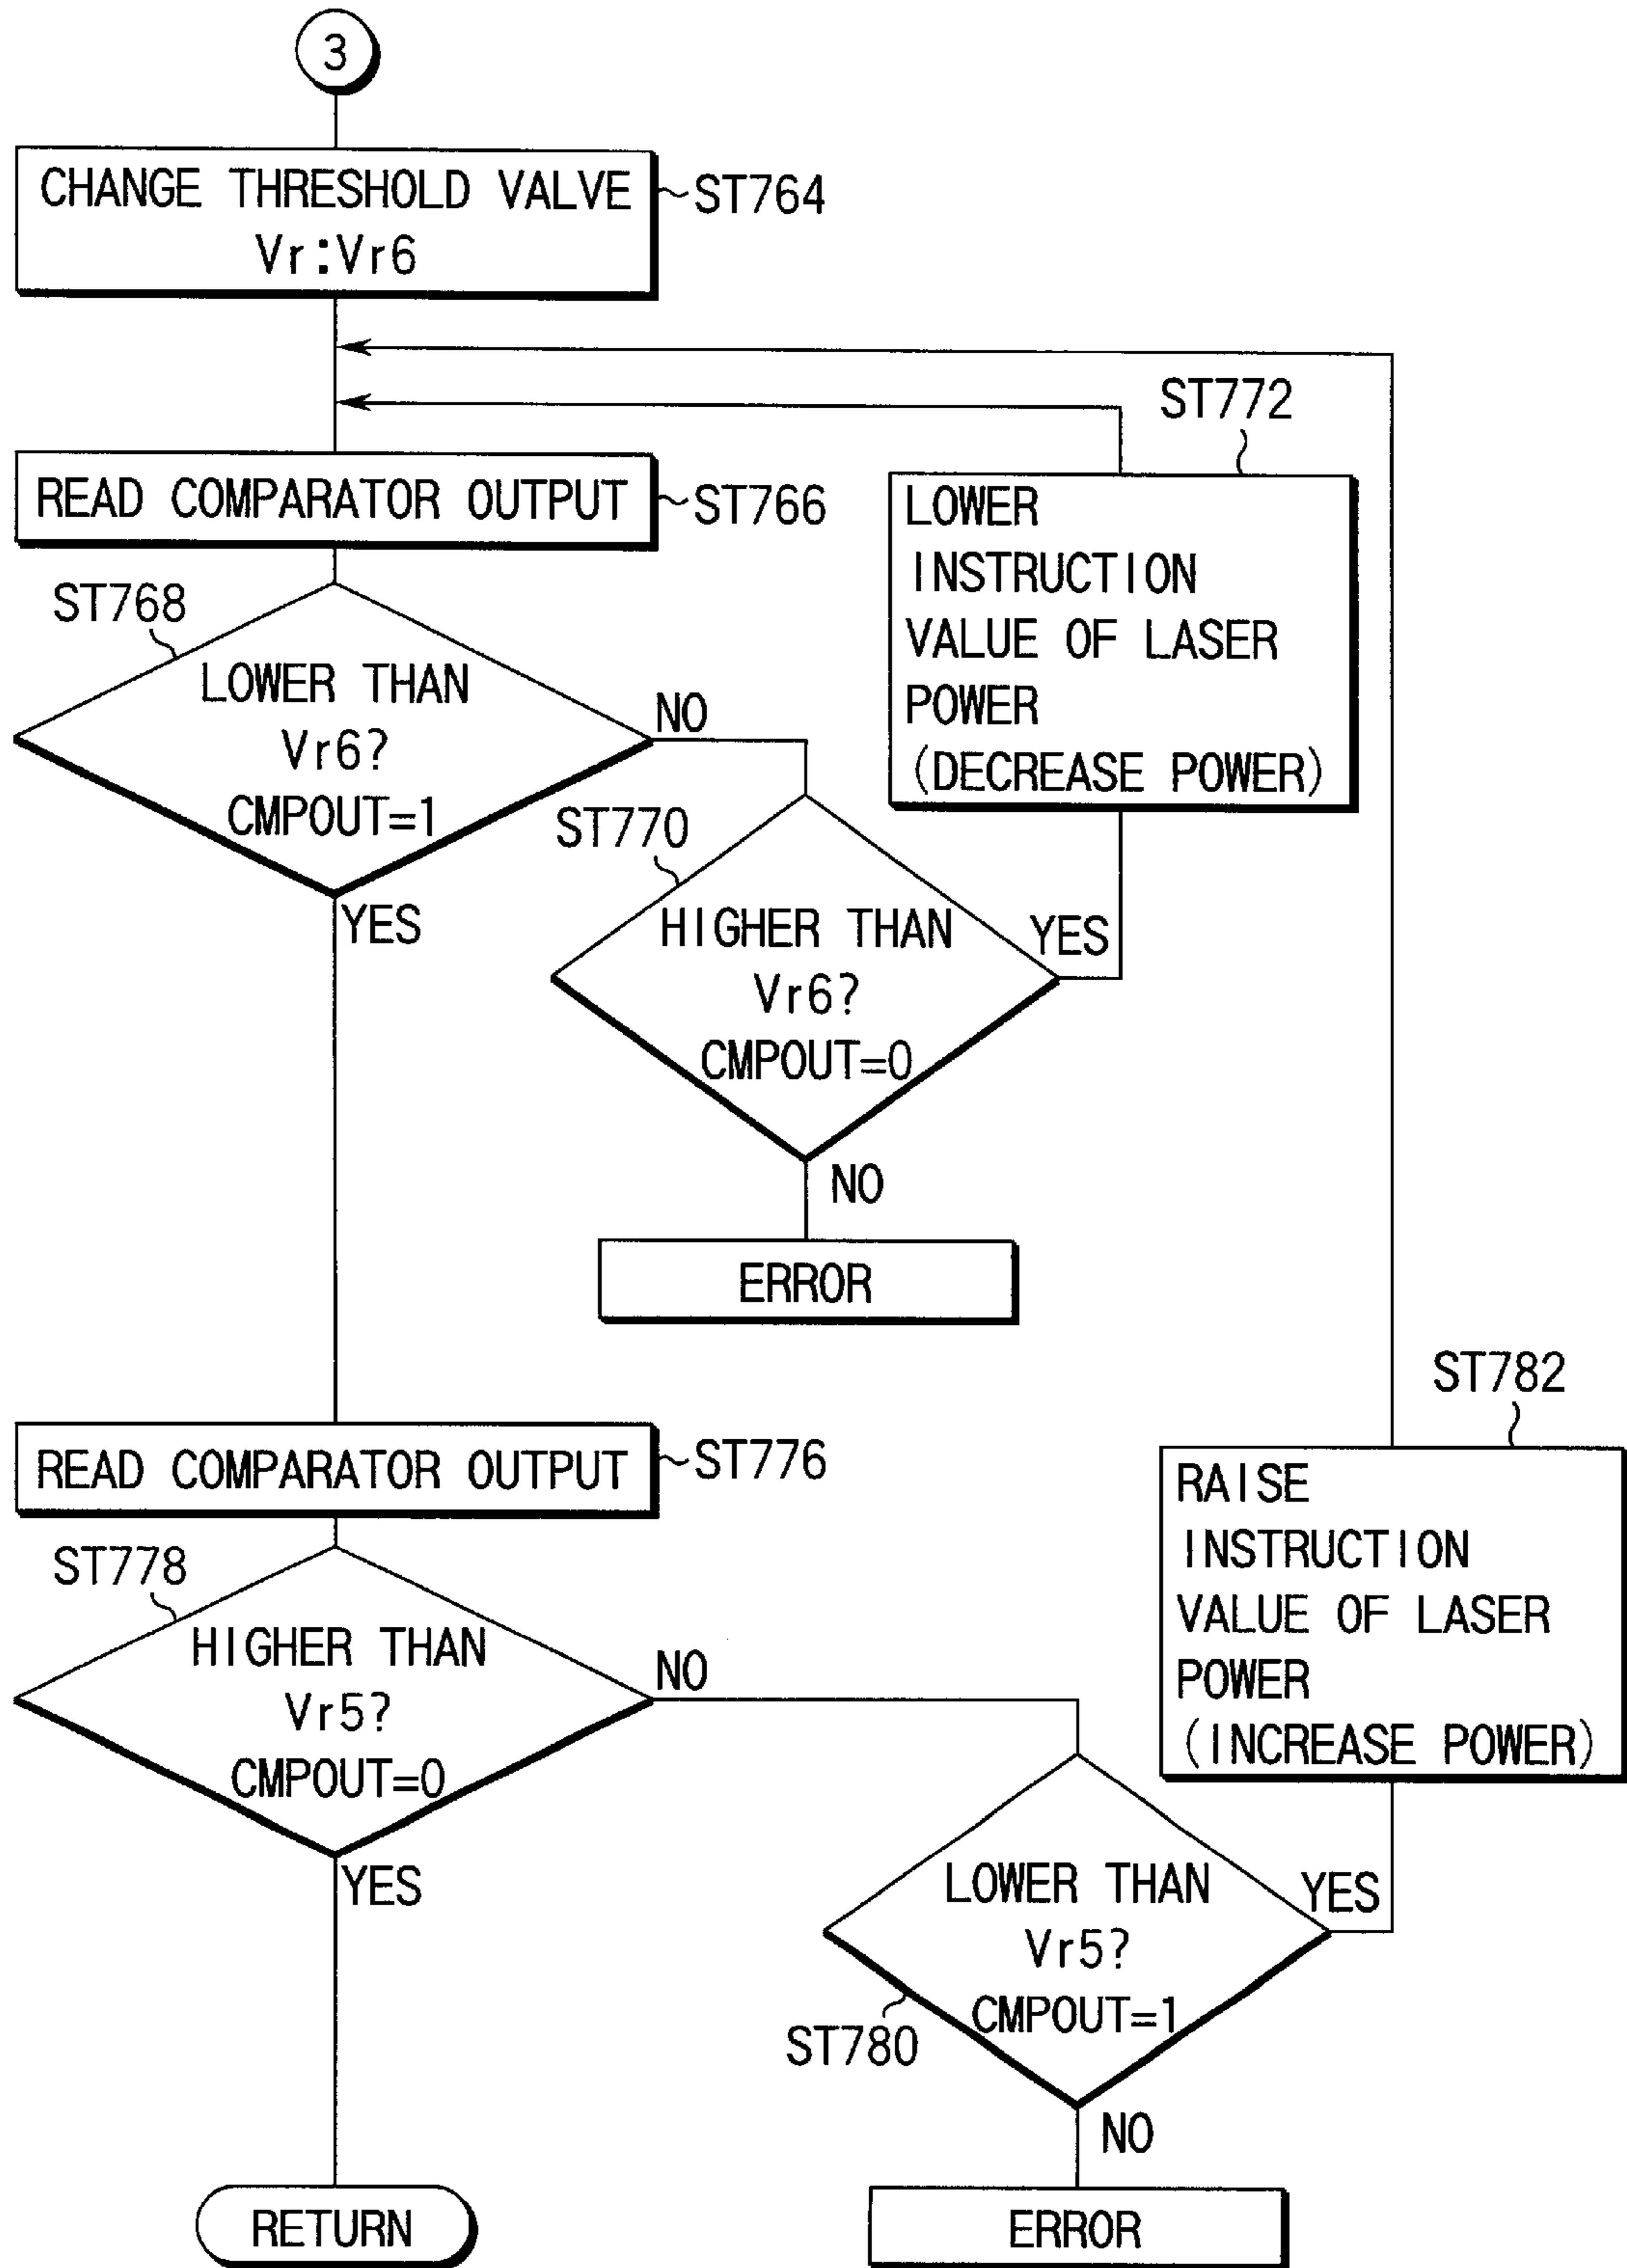 3
CHANGE THRESHOLD VALVE
Vr:Vr6
ST764
ST772
READ COMPARATOR OUTPUT
ST766
LOWER
INSTRUCTION
VALUE OF LASER
POWER
(DECREASE POWER)
ST768
LOWER THAN
Vr6?
CMPOUT=1
NO
YES
ST770
HIGHER THAN
Vr6?
CMPOUT=0
YES
NO
ERROR
READ COMPARATOR OUTPUT
ST776
ST782
RAISE
INSTRUCTION
VALUE OF LASER
POWER
(INCREASE POWER)
ST778
HIGHER THAN
Vr5?
CMPOUT=0
NO
YES
LOWER THAN
Vr5?
CMPOUT=1
YES
ST780
NO
RETURN
ERROR